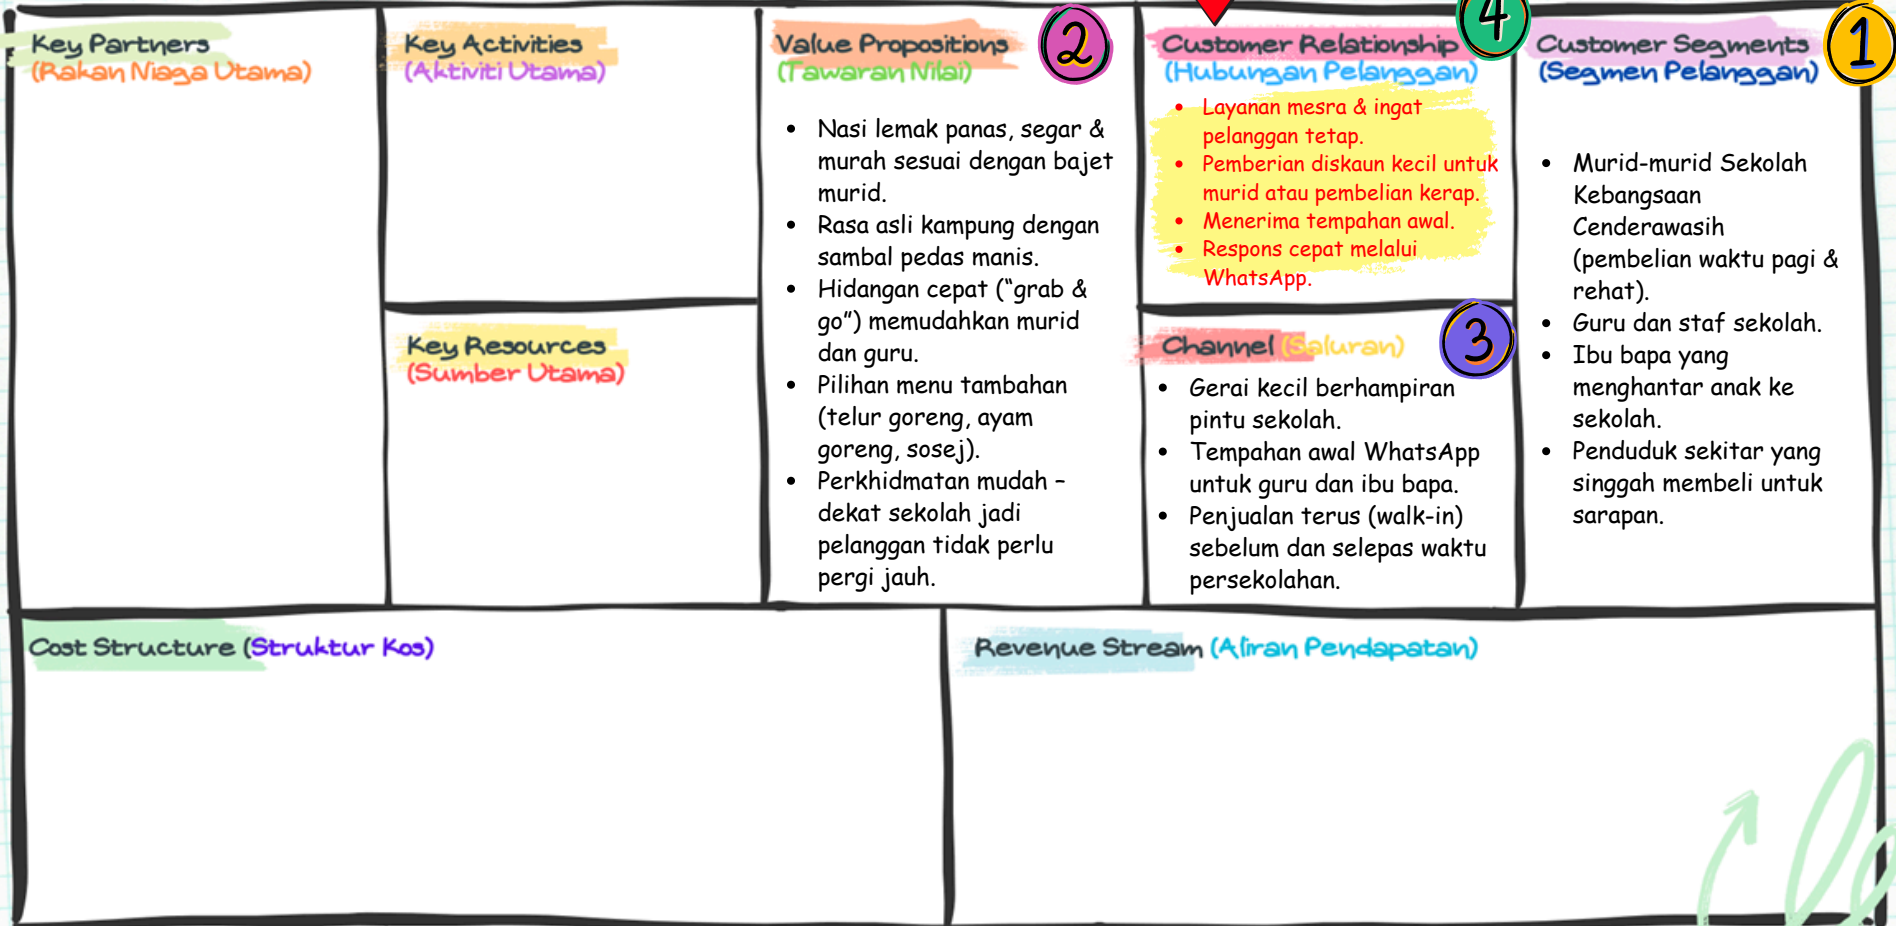 Key Partners
(Rakan Niaga Utama)
Key Activities
(Aktiviti Utama)
Key Resources
(Sumber Utama)
Value Propositions
(Tawaran Nilai)
2
• Nasi lemak panas, segar &
murah sesuai dengan bajet
murid.
• Rasa asli kampung dengan
sambal pedas manis.
• Hidangan cepat (“grab &
go”) memudahkan murid
dan guru.
• Pilihan menu tambahan
(telur goreng, ayam
goreng, sosej).
• Perkhidmatan mudah –
dekat sekolah jadi
pelanggan tidak perlu
pergi jauh.
Customer Relationship
(Hubungan Pelanggan)
4
• Layanan mesra & ingat
pelanggan tetap.
• Pemberian diskaun kecil untuk
murid atau pembelian kerap.
• Menerima tempahan awal.
• Respons cepat melalui
WhatsApp.
Channel (Saluran)
3
• Gerai kecil berhampiran
pintu sekolah.
• Tempahan awal WhatsApp
untuk guru dan ibu bapa.
• Penjualan terus (walk-in)
sebelum dan selepas waktu
persekolahan.
Customer Segments
(Segmen Pelanggan)
1
• Murid-murid Sekolah
Kebangsaan
Cenderawasih
(pembelian waktu pagi &
rehat).
• Guru dan staf sekolah.
• Ibu bapa yang
menghantar anak ke
sekolah.
• Penduduk sekitar yang
singgah membeli untuk
sarapan.
Cost Structure (Struktur Kos)
Revenue Stream (Aliran Pendapatan)